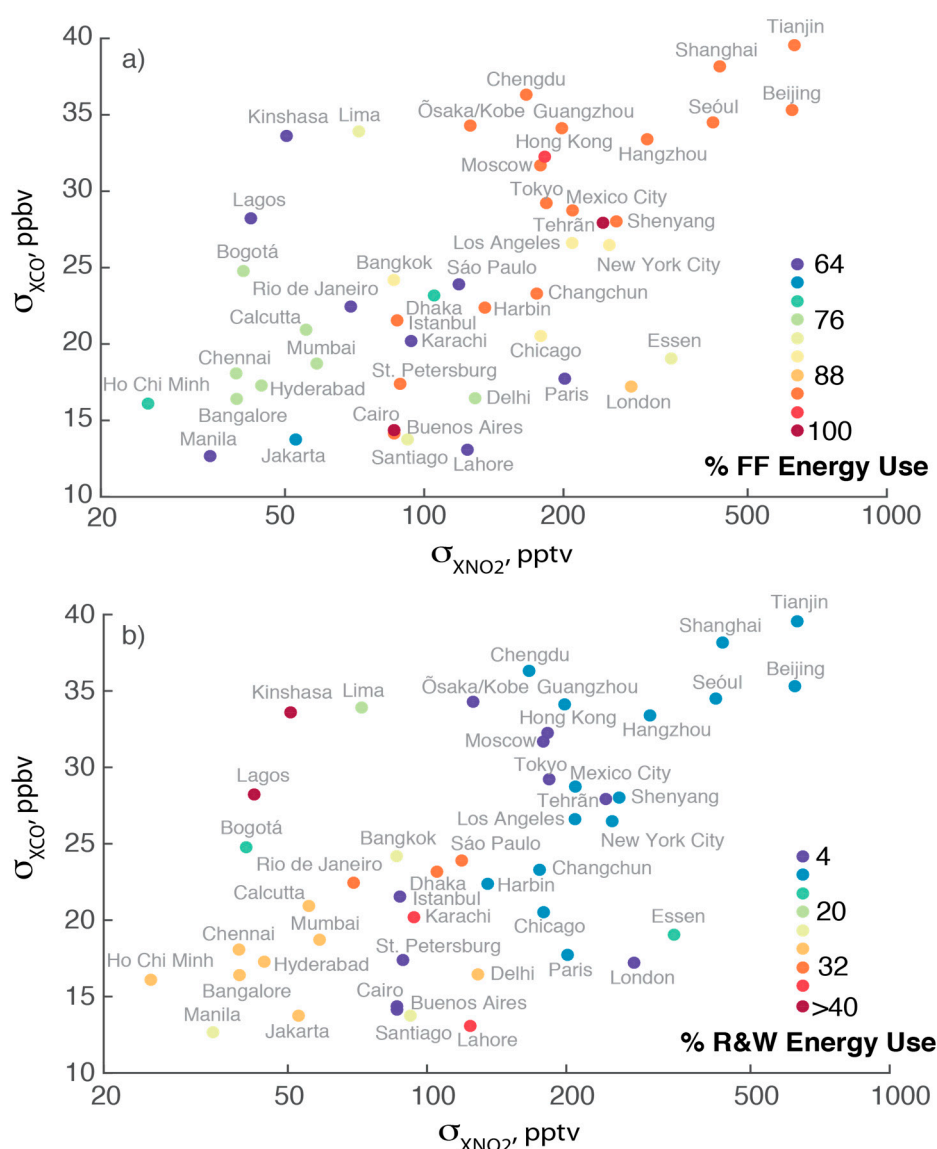 40
a)
Tianjin
Shanghai
Chengdu
Beijing
35
Õsaka/Kobe Guangzhou
Seóul
Kinshasa Lima
Hong Kong
Hangzhou
Moscow
30
Tokyo
Mexico City
Lagos
Tehrãn
Shenyang
σXCO, ppbv
Los Angeles
New York City
25
Bogotá
Bangkok
Sáo Paulo
64
Rio de Janeiro
Changchun
Dhaka
Harbin
Calcutta
Istanbul
76
20
Karachi
Mumbai
Chicago
Essen
Chennai
St. Petersburg
88
Ho Chi Minh
Hyderabad
Delhi
Paris
London
15
Bangalore
Cairo
Buenos Aires
100
Manila
Jakarta
Santiago
Lahore
% FF Energy Use
10
20 50 100 200 500 1000
σXNO2, pptv
40
b)
Tianjin
Shanghai
Chengdu
Beijing
35
Õsaka/Kobe Guangzhou
Seóul
Kinshasa Lima
Hong Kong
Hangzhou
Moscow
30
Tokyo
Mexico City
Lagos
Tehrãn
Shenyang
σXCO, ppbv
Los Angeles
New York City
25
Bogotá
Bangkok
Sáo Paulo
4
Rio de Janeiro
Changchun
Dhaka
Harbin
Calcutta
Istanbul
20
20
Karachi
Mumbai
Chicago
Essen
Chennai
St. Petersburg
32
Ho Chi Minh
Hyderabad
Delhi
Paris
London
15
Bangalore
Cairo
Buenos Aires
>40
Manila
Jakarta
Santiago
Lahore
% R&W Energy Use
10
50 100 200 500 1000
σXNO2, pptv